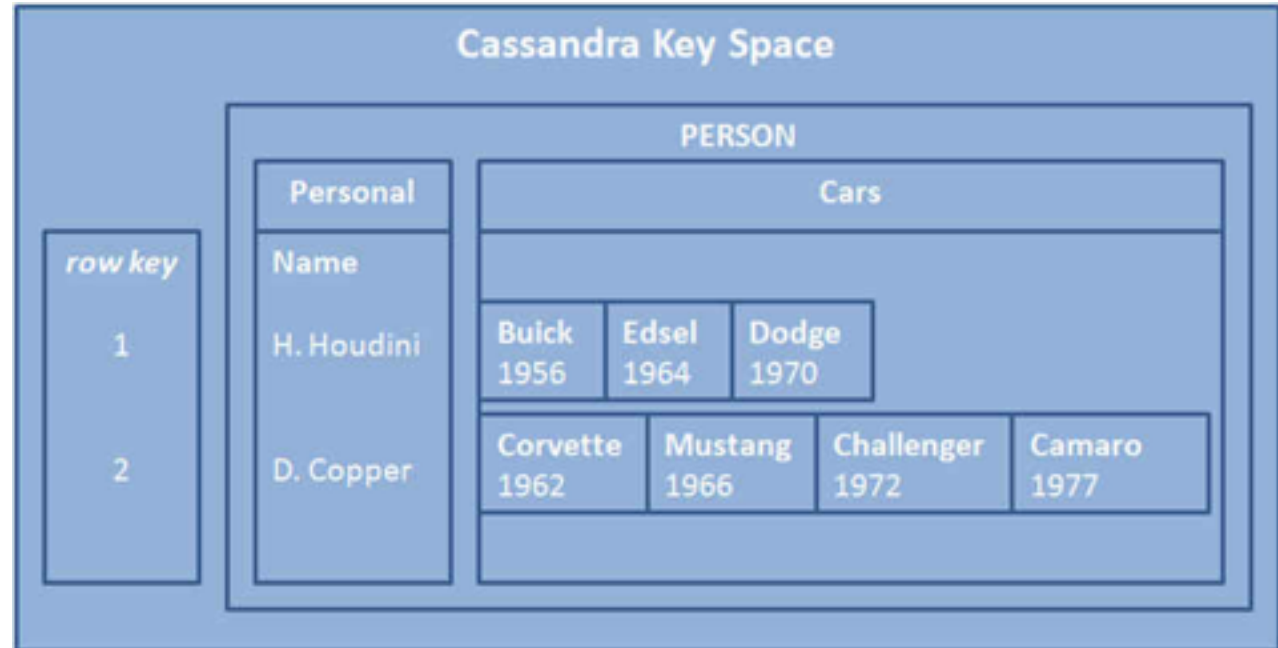 Cassandra Key Space
PERSON
Personal Cars
row key Name
1 H. Houdini Buick Edsel Dodge
1956 1964 1970
2 D. Copper Corvette Mustang Challenger Camaro
1962 1966 1972 1977